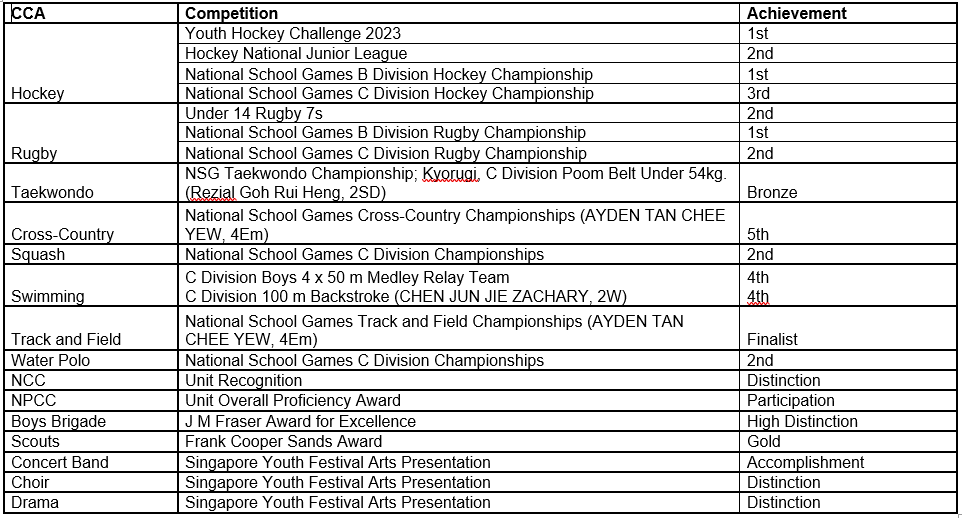 CCA Competition Achievement
Youth Hockey Challenge 2023 1st
Hockey National Junior League 2nd
National School Games B Division Hockey Championship 1st
Hockey National School Games C Division Hockey Championship 3rd
Under 14 Rugby 7s 2nd
National School Games B Division Rugby Championship 1st
Rugby National School Games C Division Rugby Championship 2nd
NSG Taekwondo Championship; Kyorugi, C Division Poom Belt Under 54kg.
Taekwondo (Rezial Goh Rui Heng, 2SD) Bronze
National School Games Cross-Country Championships (AYDEN TAN CHEE
Cross-Country YEW, 4Em) 5th
Squash National School Games C Division Championships 2nd
C Division Boys 4 x 50 m Medley Relay Team 4th
Swimming C Division 100 m Backstroke (CHEN JUN JIE ZACHARY, 2W) 4th
National School Games Track and Field Championships (AYDEN TAN
Track and Field CHEE YEW, 4Em) Finalist
Water Polo National School Games C Division Championships 2nd
NCC Unit Recognition Distinction
NPCC Unit Overall Proficiency Award Participation
Boys Brigade J M Fraser Award for Excellence High Distinction
Scouts Frank Cooper Sands Award Gold
Concert Band Singapore Youth Festival Arts Presentation Accomplishment
Choir Singapore Youth Festival Arts Presentation Distinction
Drama Singapore Youth Festival Arts Presentation Distinction